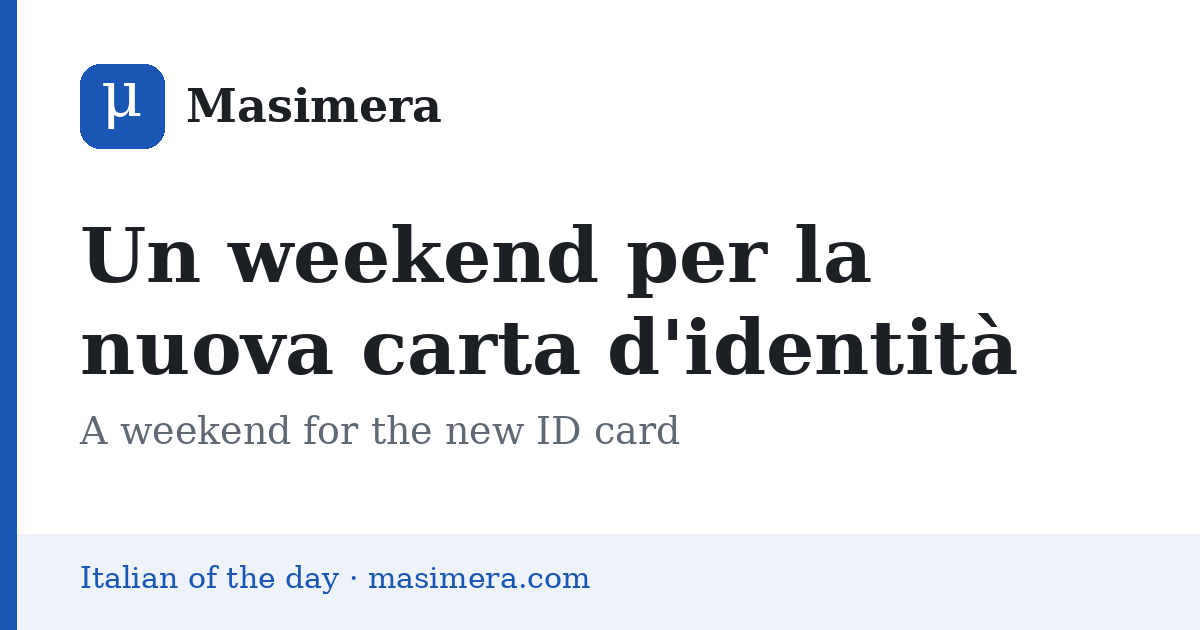 μ Masimera
Un weekend per la
nuova carta d'identità
A weekend for the new ID card
Italian of the day · masimera.com